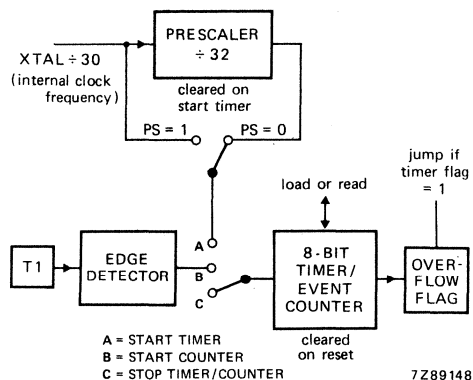 PRESCALER
÷ 32
XTAL ÷ 30
(internal clock
frequency)
cleared on
start timer
PS = 1
PS = 0
jump if
timer flag
= 1
load or read
A
T1
EDGE
DETECTOR
B
C
8-BIT
TIMER/
EVENT
COUNTER
OVER-
FLOW
FLAG
cleared
on reset
A = START TIMER
B = START COUNTER
C = STOP TIMER/COUNTER
7Z89148